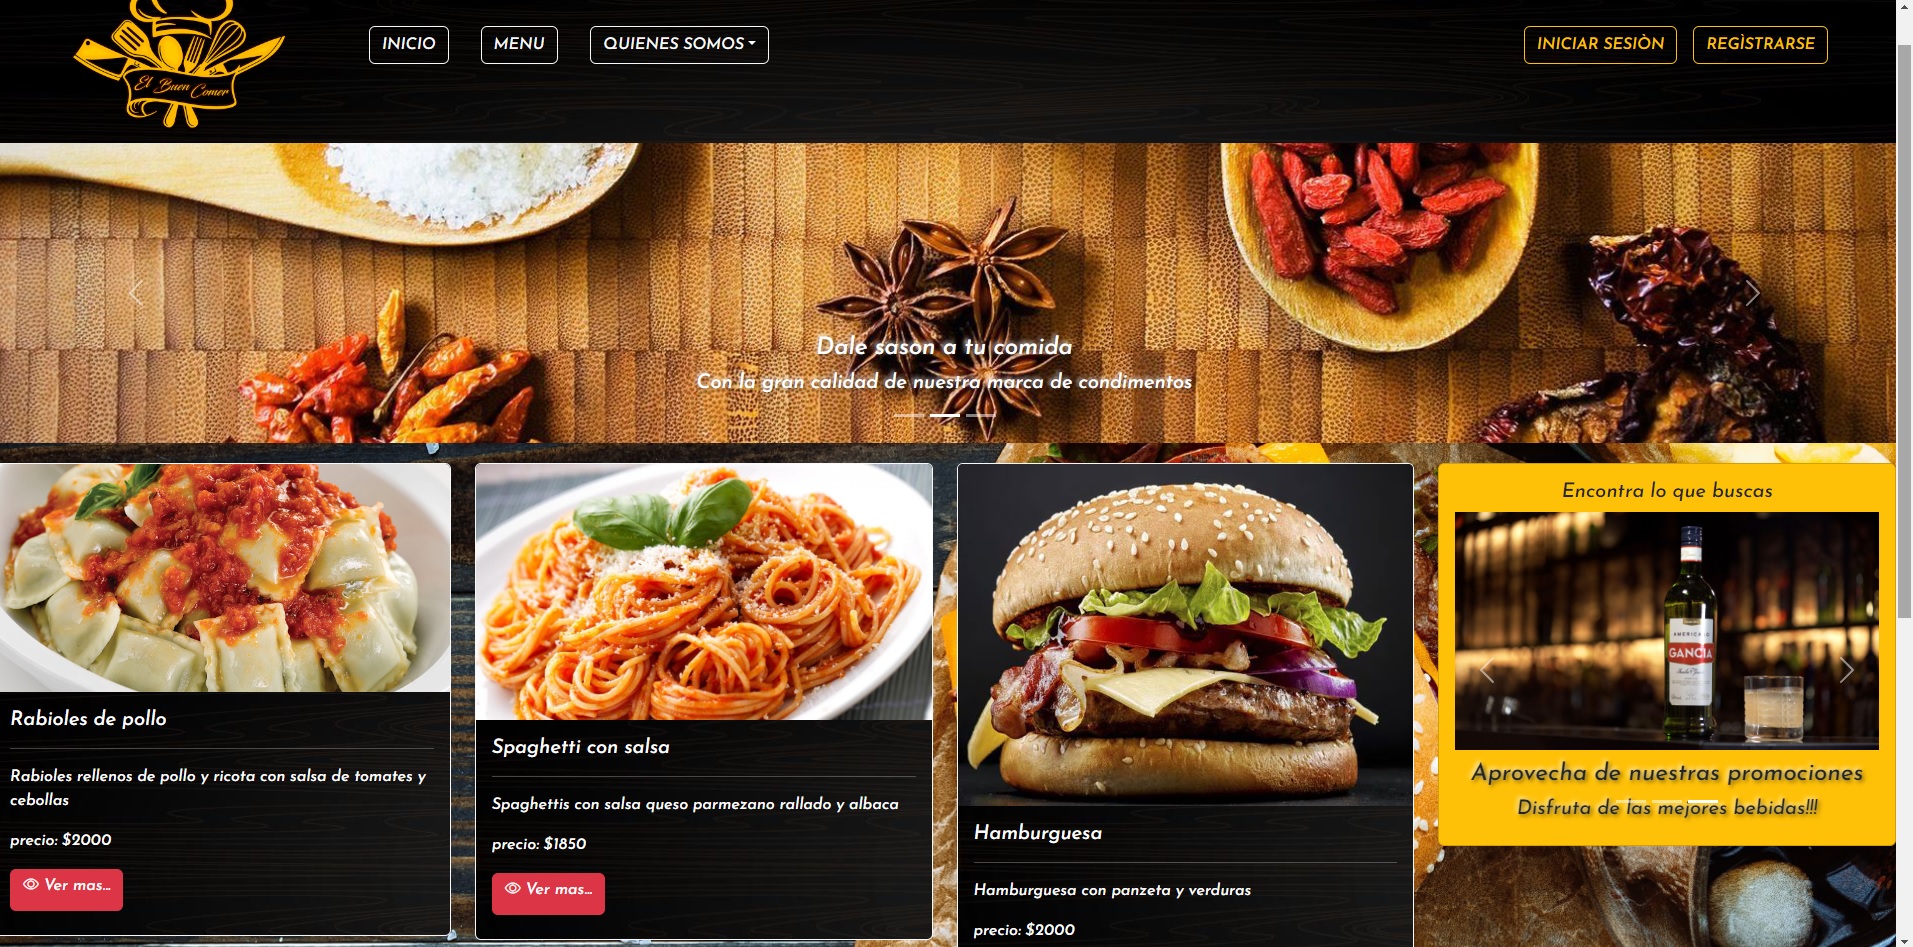 El Buen Comer
INICIO
MENU
QUIENES SOMOS
INICIAR SESIÒN
REGÌSTRARSE
Dale sason a tu comida
Con la gran calidad de nuestra marca de condimentos
Rabioles de pollo
Rabioles rellenos de pollo y ricota con salsa de tomates y
cebollas
precio: $2000
Ver mas...
Spaghetti con salsa
Spaghettis con salsa queso parmezano rallado y albaca
precio: $1850
Ver mas...
Hamburguesa
Hamburguesa con panzeta y verduras
precio: $2000
Encontra lo que buscas
AMERICANO
GANCIA
Aprovecha de nuestras promociones
Disfruta de las mejores bebidas!!!